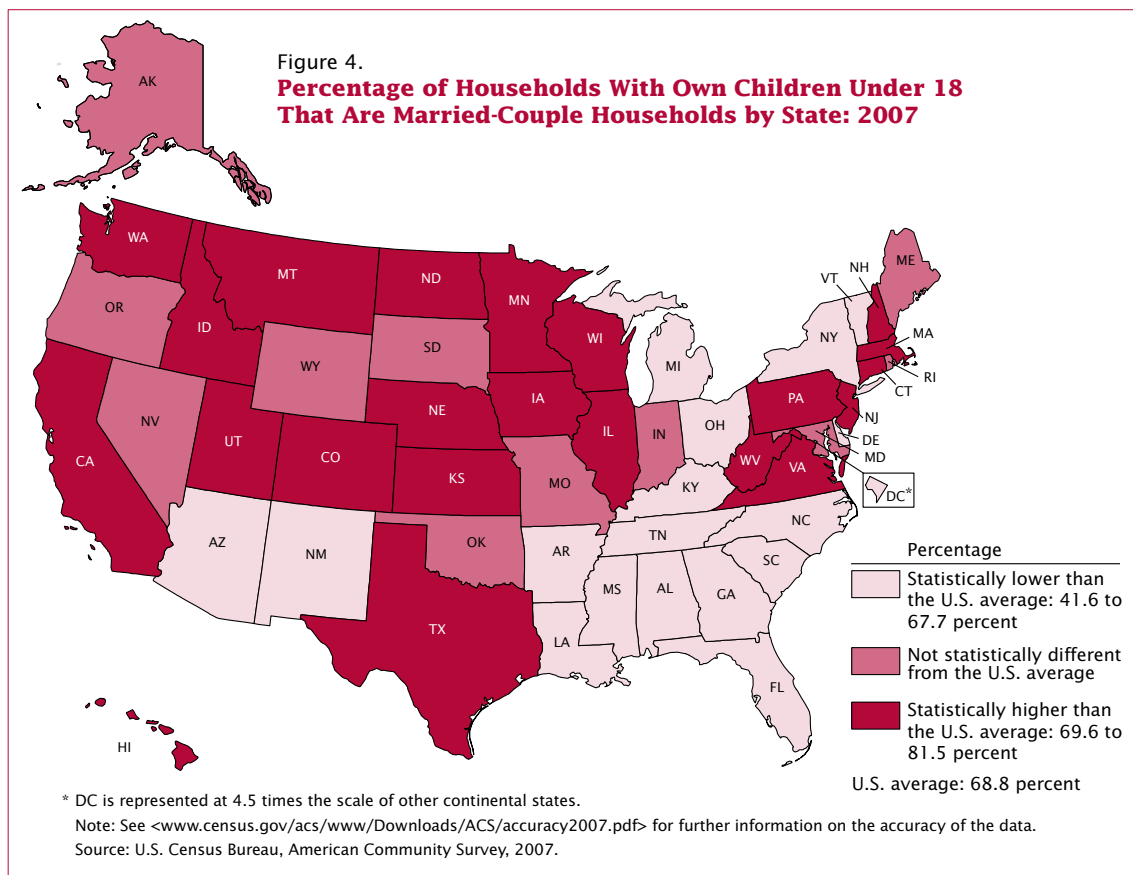 Figure 4.
Percentage of Households With Own Children Under 18
That Are Married-Couple Households by State: 2007
AK
WA
MT
ND
MN
VT
NH
ME
OR
ID
WY
SD
WI
MI
NY
MA
RI
CT
NV
UT
CO
NE
IA
IL
IN
OH
PA
NJ
DE
MD
DC*
CA
KS
MO
KY
WV
VA
AZ
NM
OK
AR
TN
NC
SC
TX
LA
MS
AL
GA
FL
HI
Percentage
Statistically lower than
the U.S. average: 41.6 to
67.7 percent
Not statistically different
from the U.S. average
Statistically higher than
the U.S. average: 69.6 to
81.5 percent
U.S. average: 68.8 percent
* DC is represented at 4.5 times the scale of other continental states.
Note: See <www.census.gov/acs/www/Downloads/ACS/accuracy2007.pdf> for further information on the accuracy of the data.
Source: U.S. Census Bureau, American Community Survey, 2007.